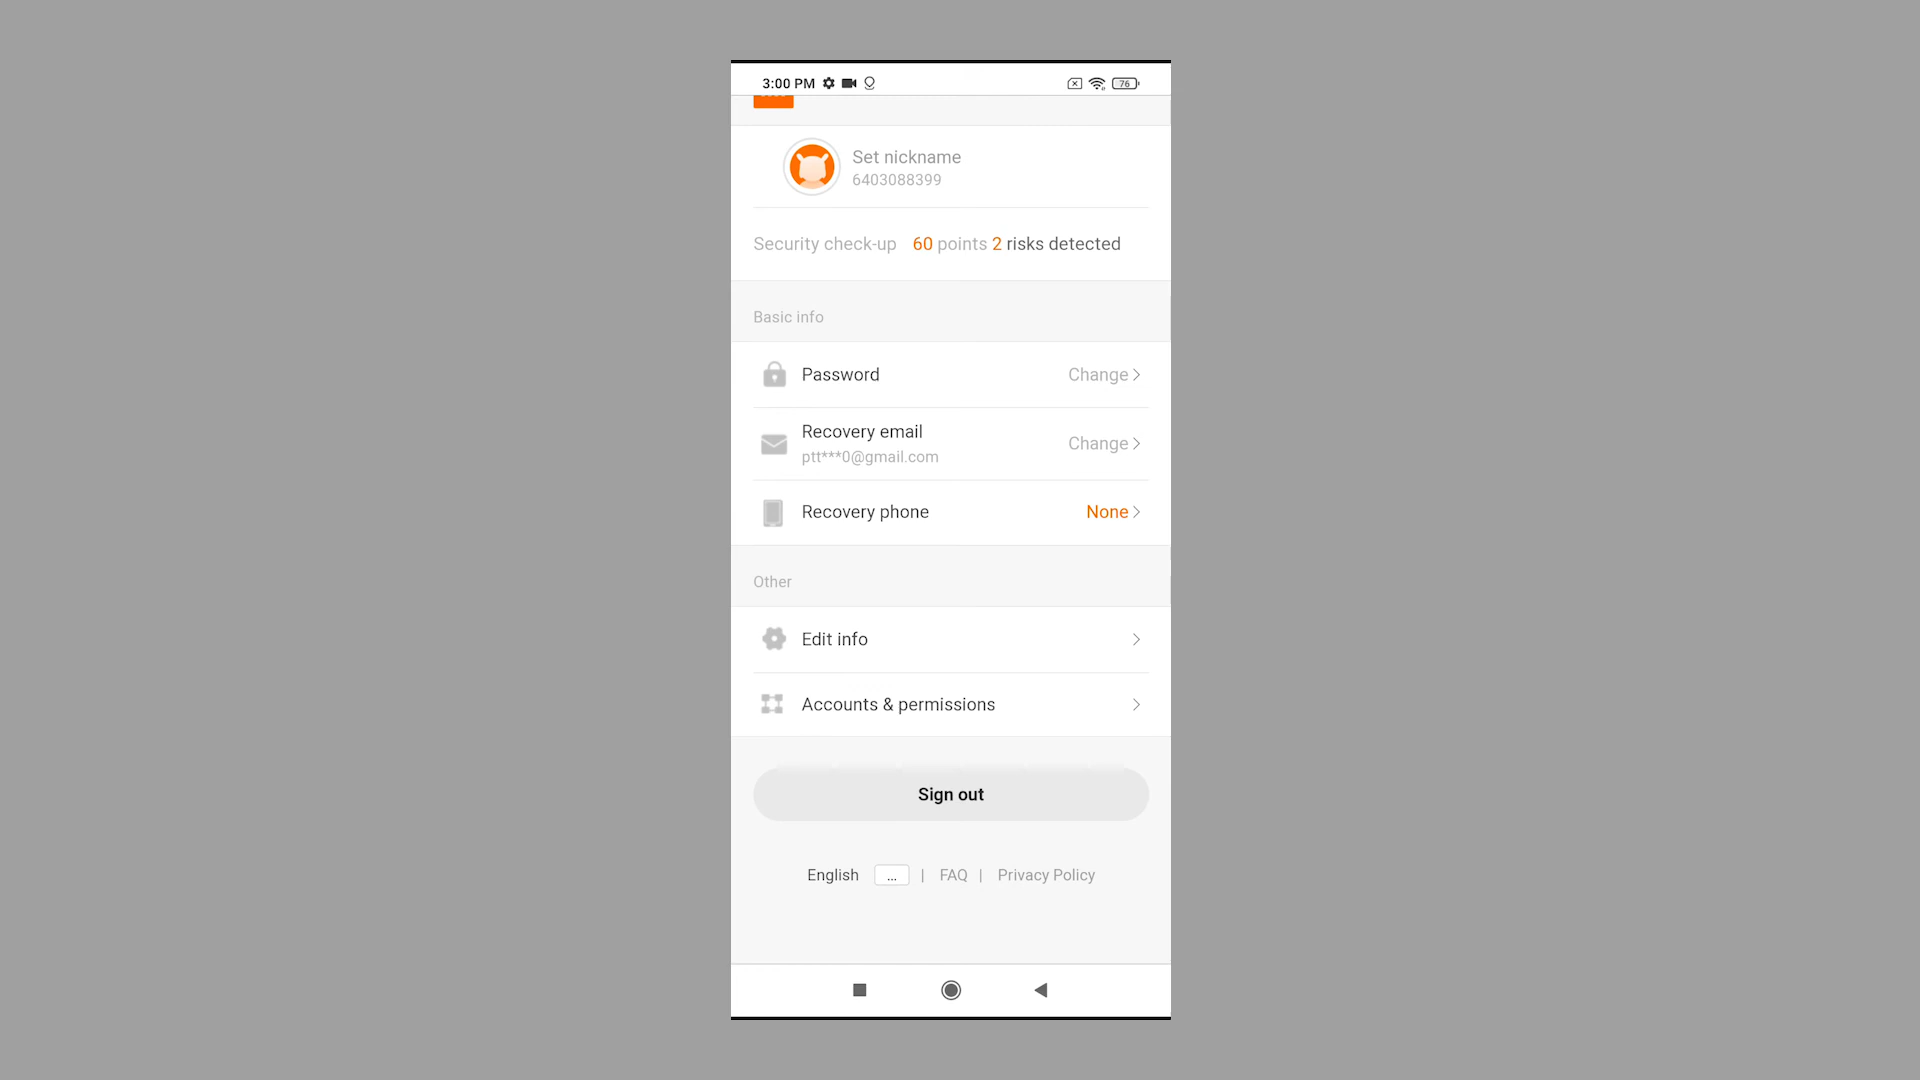 3:00 PM
76
Set nickname
6403088399
Security check-up 60 points 2 risks detected
Basic info
Password Change
Recovery email
ptt***0@gmail.com
Change
Recovery phone None
Other
Edit info
Accounts & permissions
Sign out
English ... | FAQ | Privacy Policy